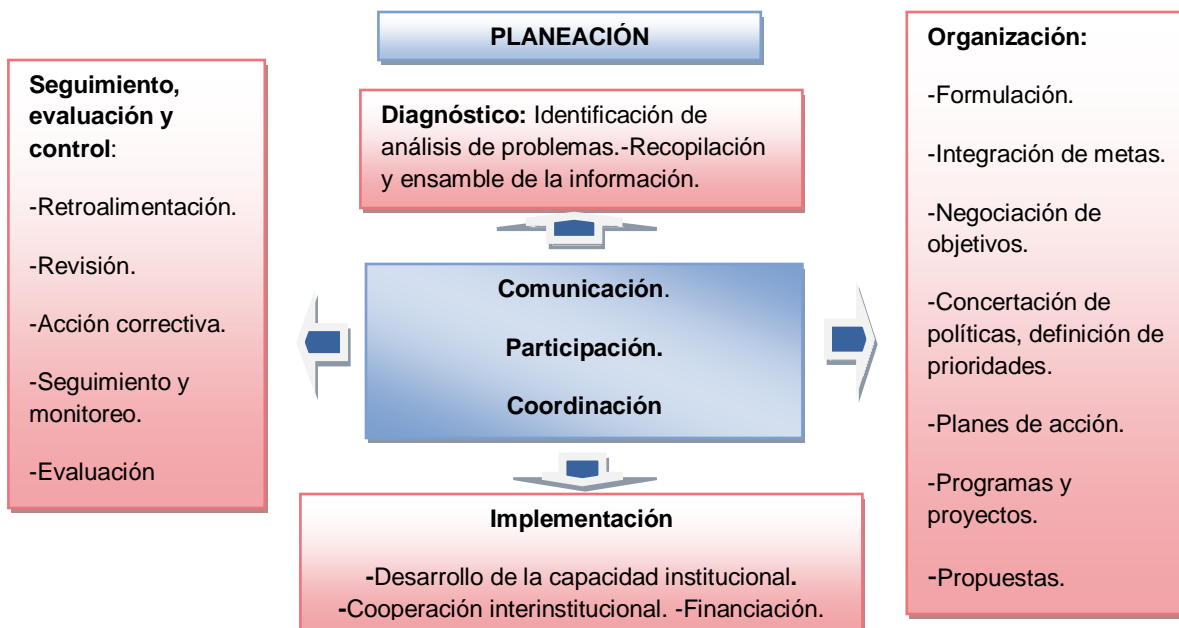 PLANEACIÓN
Seguimiento,
evaluación y
control:
-Retroalimentación.
-Revisión.
-Acción correctiva.
-Seguimiento y
monitoreo.
-Evaluación
Diagnóstico: Identificación de
análisis de problemas.-Recopilación
y ensamble de la información.
Comunicación.
Participación.
Coordinación
Implementación
-Desarrollo de la capacidad institucional.
-Cooperación interinstitucional. -Financiación.
Organización:
-Formulación.
-Integración de metas.
-Negociación de
objetivos.
-Concertación de
políticas, definición de
prioridades.
-Planes de acción.
-Programas y
proyectos.
-Propuestas.